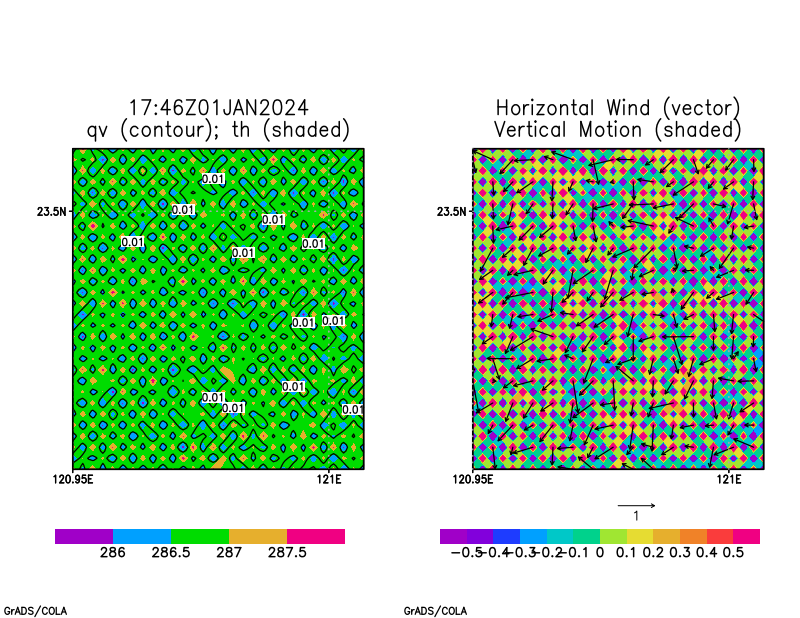 17:46Z01JAN2024
qv (contour); th (shaded)
0.01
0.01
0.01
0.01
0.01
0.01
0.01
0.01
0.01
0.01
0.01
0.01
23.5N
120.95E
121E
286
286.5
287
287.5
GrADS/COLA
Horizontal Wind (vector)
Vertical Motion (shaded)
23.5N
120.95E
121E
1
-0.5 -0.4 -0.3 -0.2 -0.1 0 0.1 0.2 0.3 0.4 0.5
GrADS/COLA